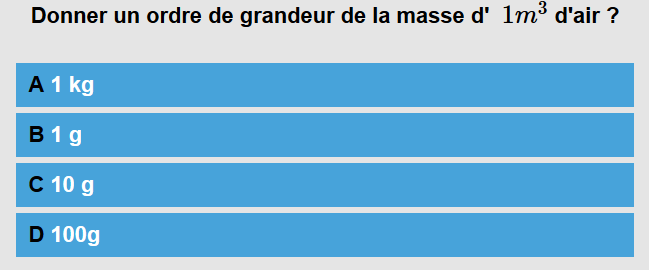 Donner un ordre de grandeur de la masse d' 1m³ d'air ?
A 1 kg
B 1 g
C 10 g
D 100g